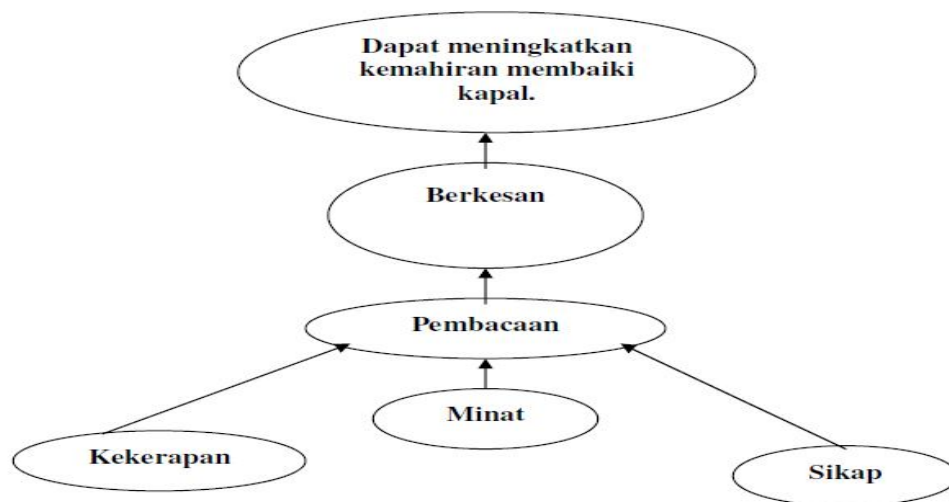 Dapat meningkatkan
kemahiran membaiki
kapal.
Berkesan
Pembacaan
Minat
Kekerapan
Sikap